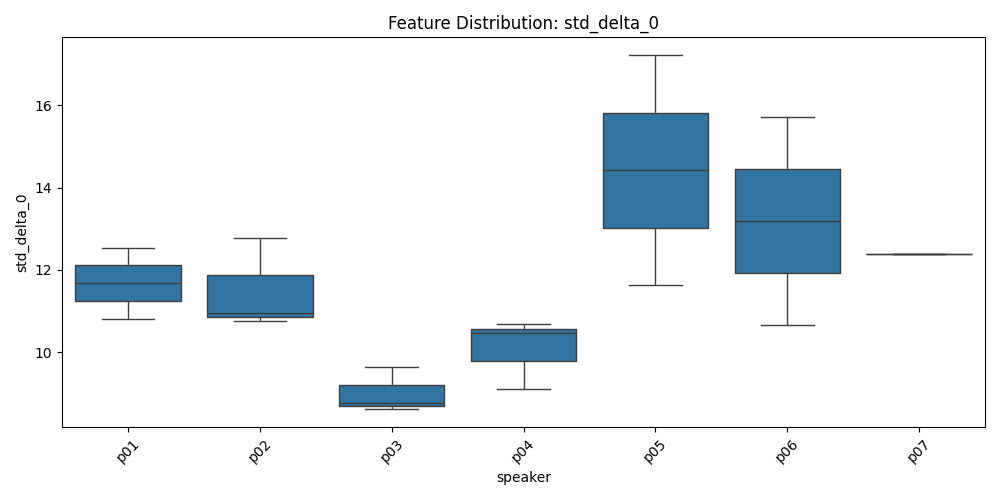 Feature Distribution: std_delta_0
std_delta_0
16
14
12
10
p01
p02
p03
p04
p05
p06
p07
speaker